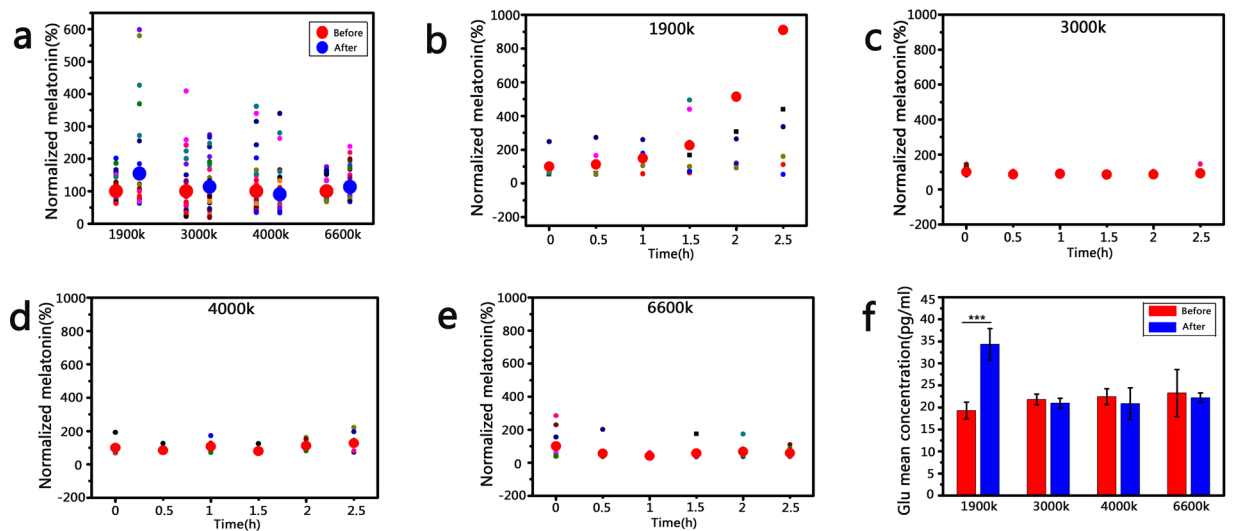 a
Normalized melatonin(%)
600
550
500
450
400
350
300
250
200
150
100
50
0
1900k 3000k 4000k 6600k
Before
After
b
1900k
Normalized melatonin(%)
1000
800
600
400
200
0
-200
0 0.5 1 1.5 2 2.5
Time(h)
c
3000k
Normalized melatonin(%)
1000
800
600
400
200
0
-200
0 0.5 1 1.5 2 2.5
Time(h)
d
4000k
Normalized melatonin(%)
1000
800
600
400
200
0
-200
0 0.5 1 1.5 2 2.5
Time(h)
e
6600k
Normalized melatonin(%)
1000
800
600
400
200
0
-200
0 0.5 1 1.5 2 2.5
Time(h)
f
Glu mean concentration(pg/ml)
45
40
35
30
25
20
15
10
5
0
1900k 3000k 4000k 6600k
***
Before
After